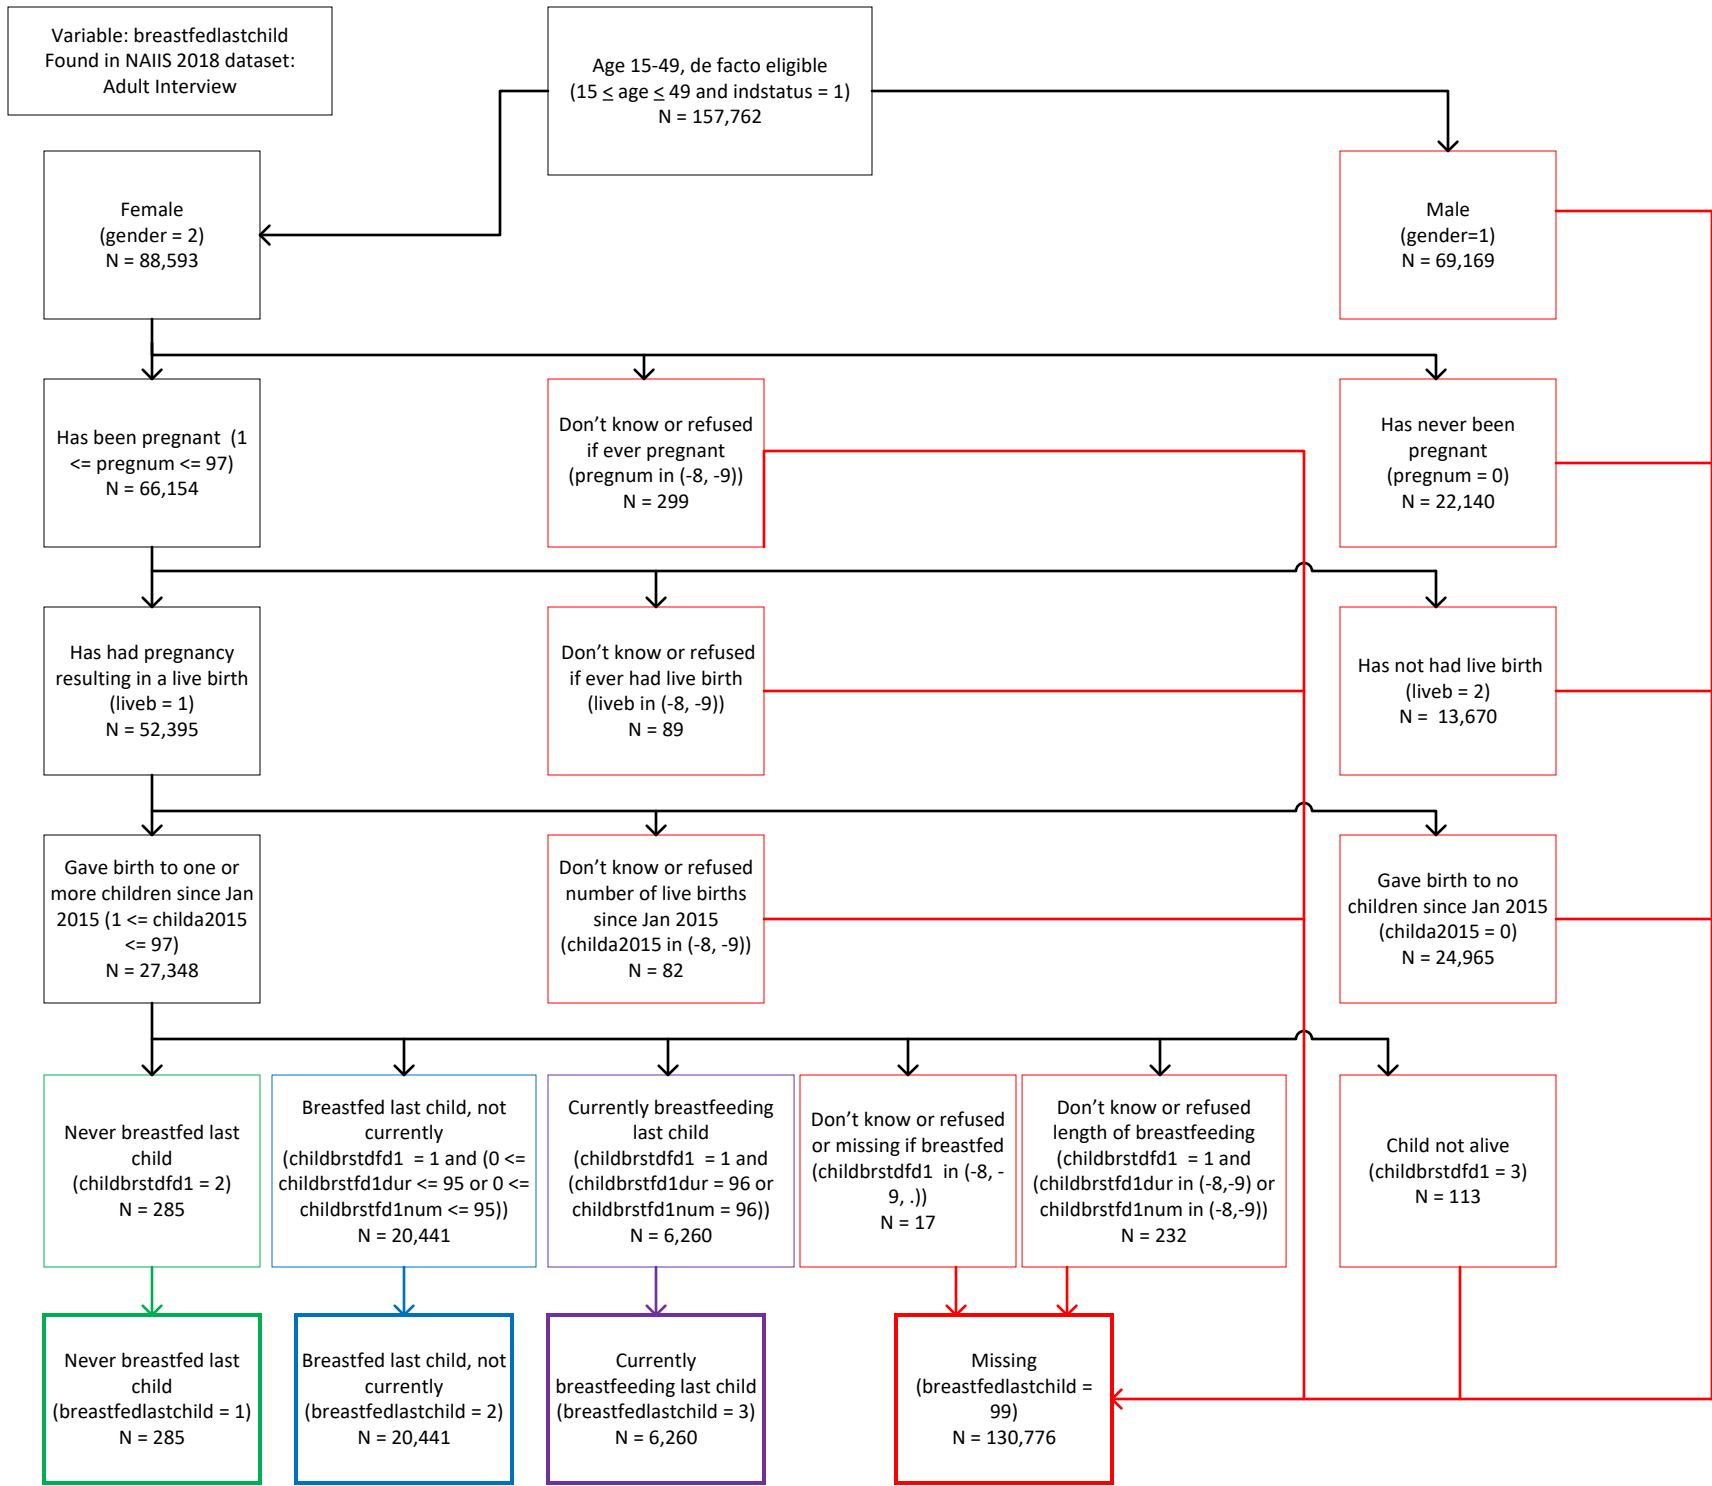 Variable: breastfedlastchild
Found in NAIIS 2018 dataset:
Adult Interview
Age 15-49, de facto eligible
(15 ≤ age ≤ 49 and indstatus = 1)
N = 157,762
Female
(gender = 2)
N = 88,593
Male
(gender=1)
N = 69,169
Has been pregnant (1
<= pregnum <= 97)
N = 66,154
Don’t know or refused
if ever pregnant
(pregnum in (-8, -9))
N = 299
Has never been
pregnant
(pregnum = 0)
N = 22,140
Has had pregnancy
resulting in a live birth
(liveb = 1)
N = 52,395
Don’t know or refused
if ever had live birth
(liveb in (-8, -9))
N = 89
Has not had live birth
(liveb = 2)
N = 13,670
Gave birth to one or
more children since Jan
2015 (1 <= childa2015
<= 97)
N = 27,348
Don’t know or refused
number of live births
since Jan 2015
(childa2015 in (-8, -9))
N = 82
Gave birth to no
children since Jan 2015
(childa2015 = 0)
N = 24,965
Never breastfed last
child
(childbrstdfd1 = 2)
N = 285
Breastfed last child, not
currently
(childbrstdfd1 = 1 and (0 <=
childbrstfd1dur <= 95 or 0 <=
childbrstfd1num <= 95))
N = 20,441
Currently breastfeeding
last child
(childbrstdfd1 = 1 and
(childbrstfd1dur = 96 or
childbrstfd1num = 96))
N = 6,260
Don’t know or refused
or missing if breastfed
(childbrstdfd1 in (-8, -
9, .))
N = 17
Don’t know or refused
length of breastfeeding
(childbrstdfd1 = 1 and
(childbrstfd1dur in (-8,-9) or
childbrstfd1num in (-8,-9))
N = 232
Child not alive
(childbrstdfd1 = 3)
N = 113
Never breastfed last
child
(breastfedlastchild = 1)
N = 285
Breastfed last child, not
currently
(breastfedlastchild = 2)
N = 20,441
Currently
breastfeeding last child
(breastfedlastchild = 3)
N = 6,260
Missing
(breastfedlastchild =
99)
N = 130,776